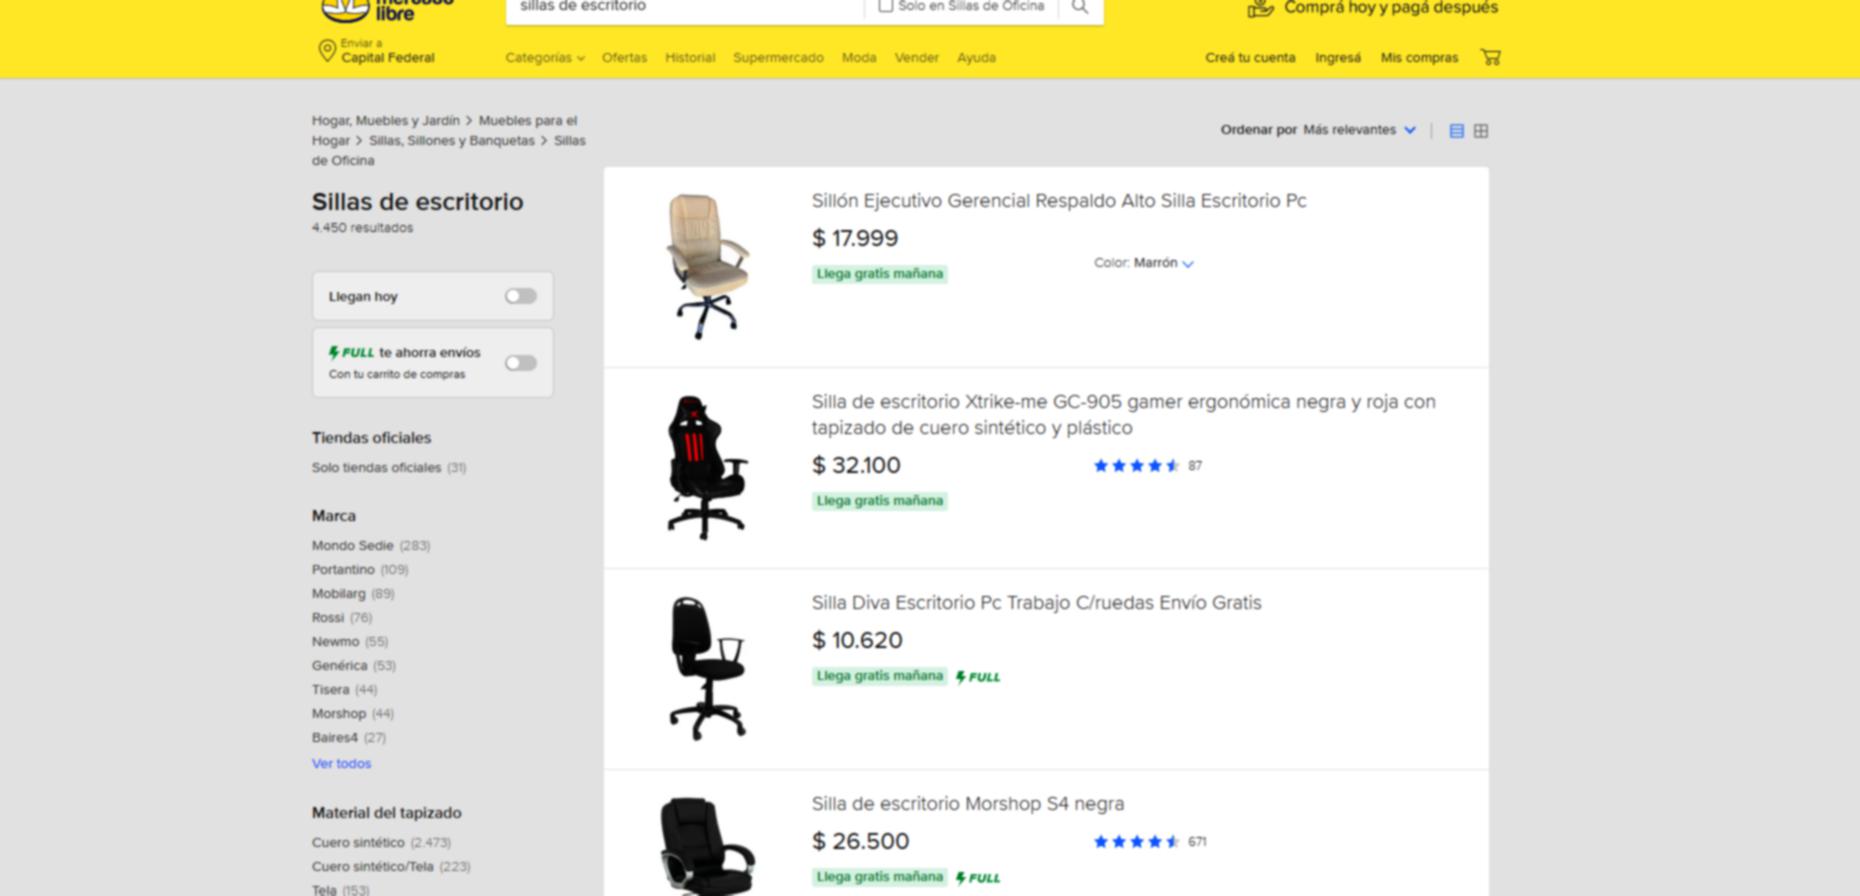 mercado
libre
sillas de escritorio
Solo en Sillas de Oficina
Comprá hoy y pagá después
Enviar a
Capital Federal
Categorías Ofertas Historial Supermercado Moda Vender Ayuda
Creá tu cuenta Ingresá Mis compras
Hogar, Muebles y Jardín > Muebles para el
Hogar > Sillas, Sillones y Banquetas > Sillas
de Oficina
Ordenar por Más relevantes
Sillas de escritorio
4.450 resultados
Llegan hoy
FULL te ahorra envíos
Con tu carrito de compras
Tiendas oficiales
Solo tiendas oficiales (31)
Marca
Mondo Sedie (283)
Portantino (109)
Mobilarg (89)
Rossi (76)
Newmo (55)
Genérica (53)
Tisera (44)
Morshop (44)
Baires4 (27)
Ver todos
Material del tapizado
Cuero sintético (2.473)
Cuero sintético/Tela (223)
Tela (153)
Sillón Ejecutivo Gerencial Respaldo Alto Silla Escritorio Pc
$ 17.999
Llega gratis mañana
Color: Marrón
Silla de escritorio Xtrike-me GC-905 gamer ergonómica negra y roja con
tapizado de cuero sintético y plástico
$ 32.100
87
Llega gratis mañana
Silla Diva Escritorio Pc Trabajo C/ruedas Envío Gratis
$ 10.620
Llega gratis mañana FULL
Silla de escritorio Morshop S4 negra
$ 26.500
671
Llega gratis mañana FULL